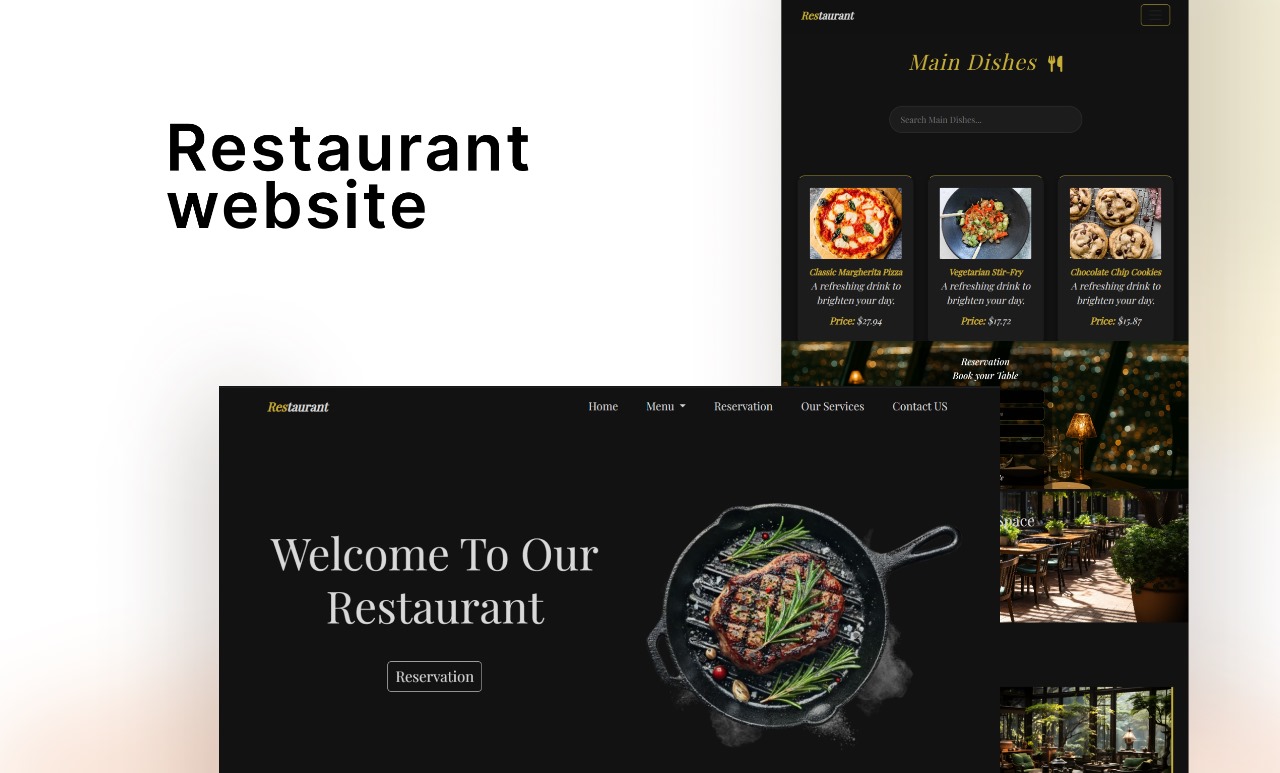 Restaurant
website
Restaurant
Main Dishes
Search Main Dishes...
Classic Margherita Pizza
A refreshing drink to
brighten your day.
Price: $27.94
Vegetarian Stir-Fry
A refreshing drink to
brighten your day.
Price: $17.72
Chocolate Chip Cookies
A refreshing drink to
brighten your day.
Price: $15.87
Reservation
Book your Table
Restaurant
Home
Menu
Reservation
Our Services
Contact US
Welcome To Our
Restaurant
Reservation